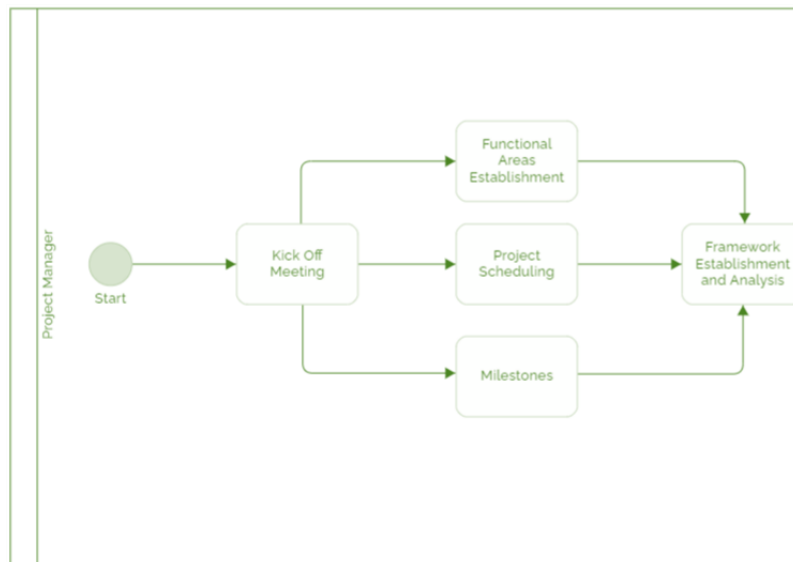 Project Manager
Start
Kick Off
Meeting
Functional
Areas
Establishment
Project
Scheduling
Milestones
Framework
Establishment
and Analysis